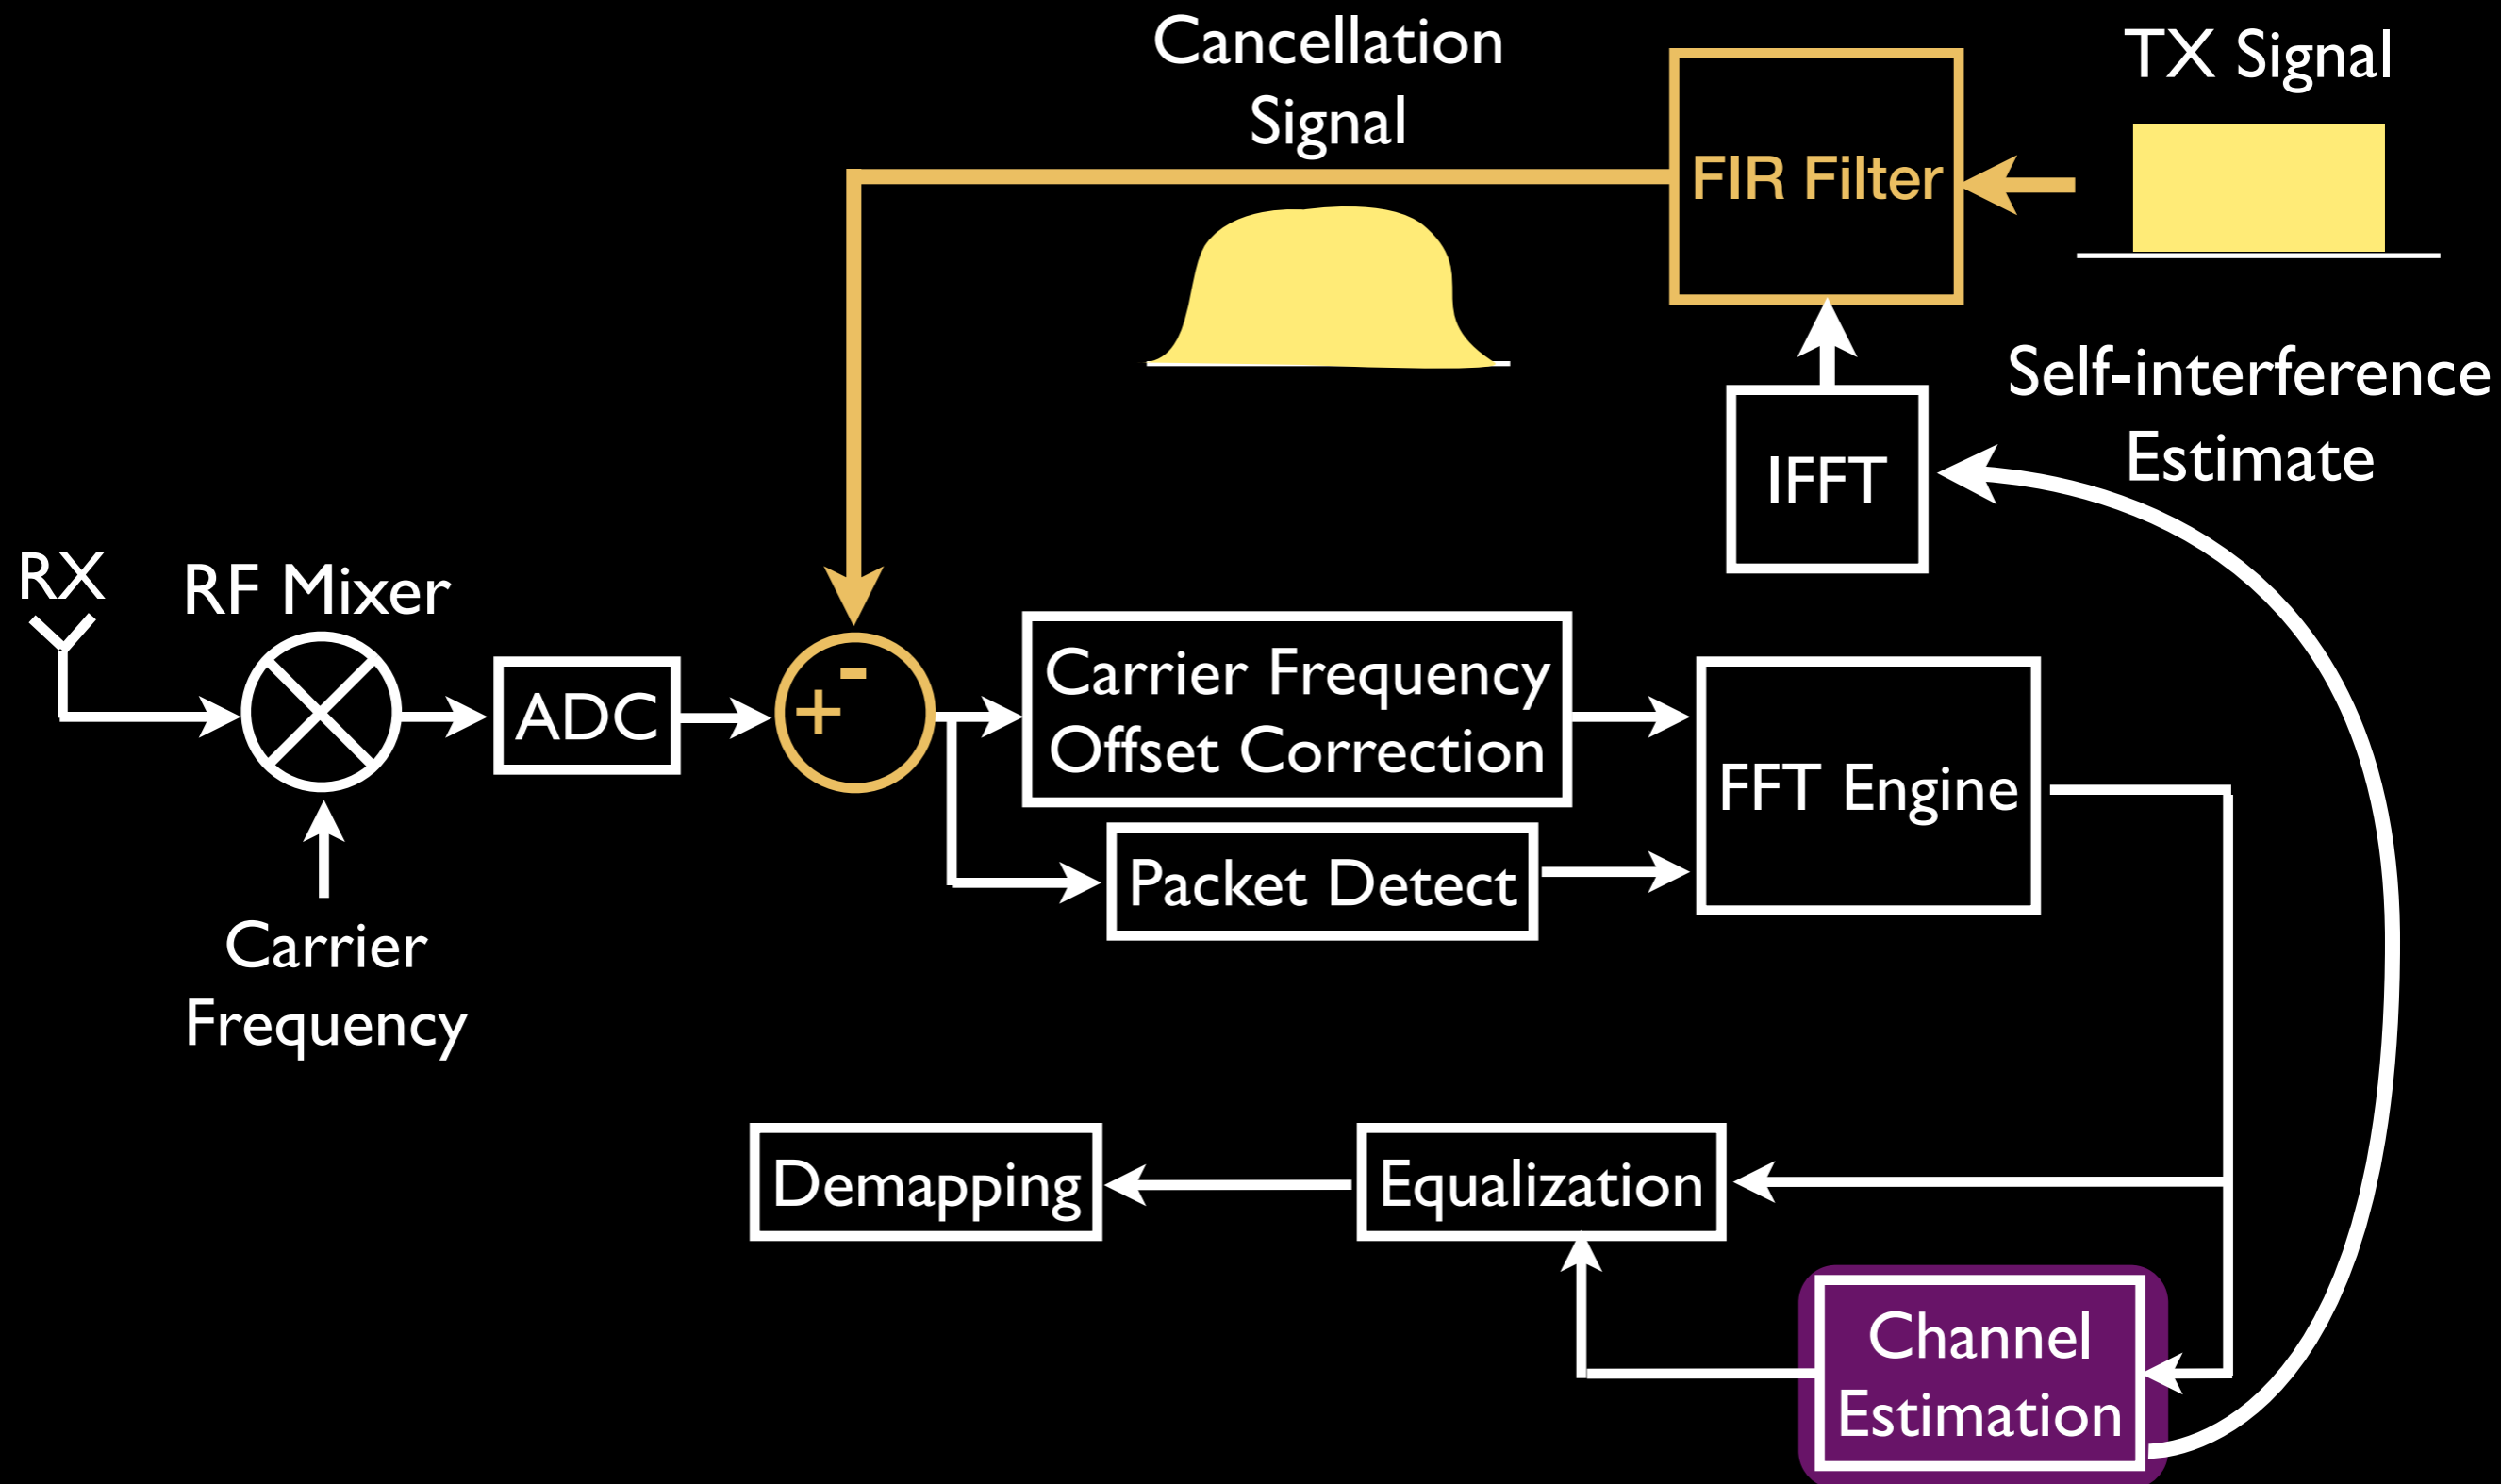 Cancellation
Signal
TX Signal
FIR Filter
Self-interference
Estimate
IFFT
RX
RF Mixer
ADC
+
-
Carrier Frequency
Offset Correction
FFT Engine
Packet Detect
Carrier
Frequency
Demapping
Equalization
Channel
Estimation